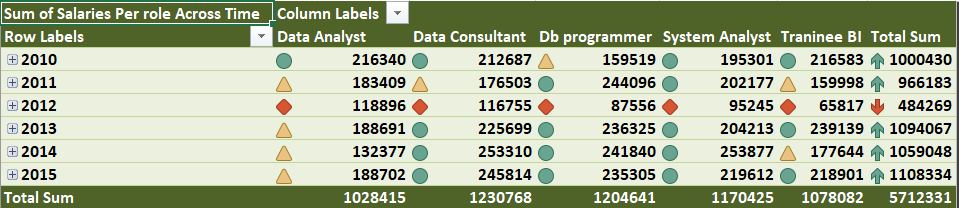 Sum of Salaries Per role Across Time Column Labels
Row Labels Data Analyst Data Consultant Db programmer System Analyst Traninee BI Total Sum
2010 216340 212687 159519 195301 216583 1000430
2011 183409 176503 244096 202177 159998 966183
2012 118896 116755 87556 95245 65817 484269
2013 188691 225699 236325 204213 239139 1094067
2014 132377 253310 241840 253877 177644 1059048
2015 188702 245814 235305 219612 218901 1108334
Total Sum 1028415 1230768 1204641 1170425 1078082 5712331